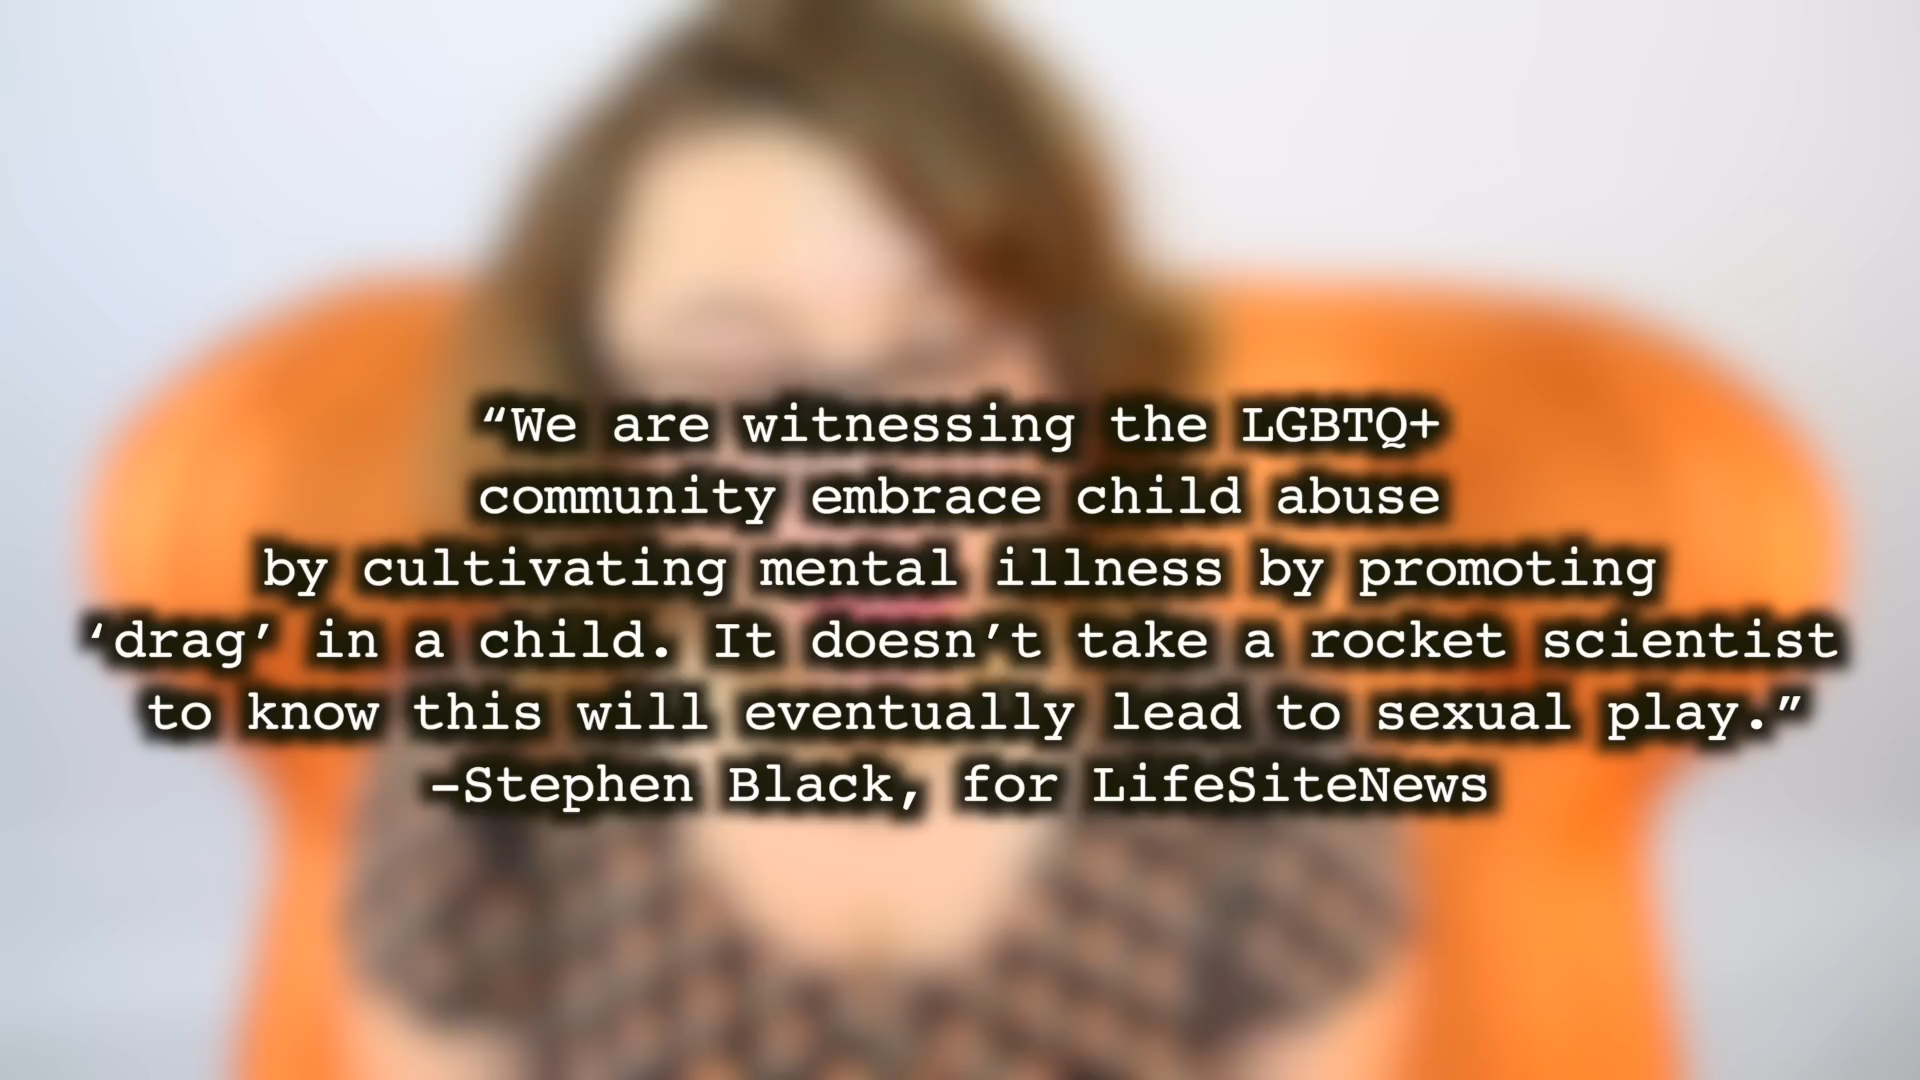 “We are witnessing the LGBTQ+
community embrace child abuse
by cultivating mental illness by promoting
‘drag’ in a child. It doesn’t take a rocket scientist
to know this will eventually lead to sexual play.”
–Stephen Black, for LifeSiteNews